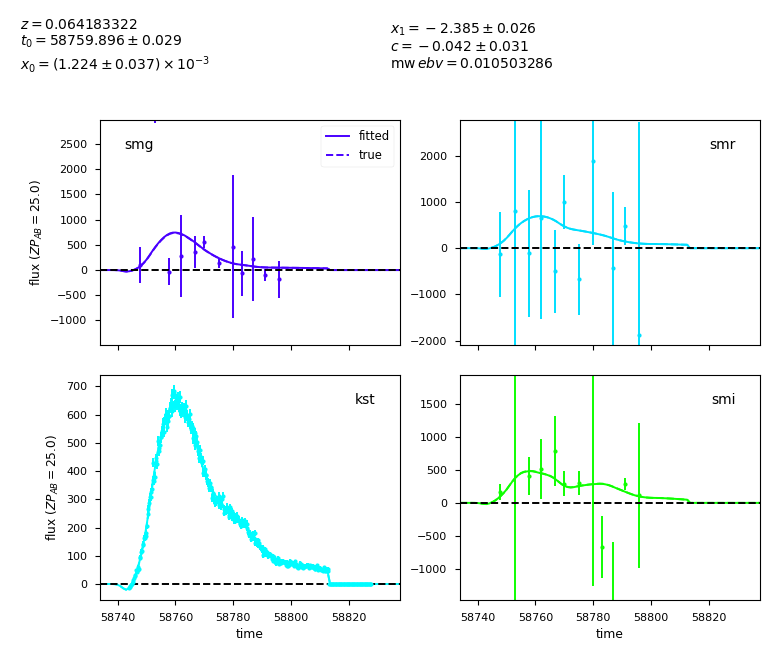 z = 0.064183322
t₀ = 58759.896 ± 0.029
x₀ = (1.224 ± 0.037) × 10⁻³
x₁ = −2.385 ± 0.026
c = −0.042 ± 0.031
mw ebv = 0.010503286
smg
fitted
true
2500
2000
1500
1000
500
0
−500
−1000
flux (ZP_AB = 25.0)
smr
2000
1000
0
−1000
−2000
kst
700
600
500
400
300
200
100
0
flux (ZP_AB = 25.0)
58740 58760 58780 58800 58820
time
smi
1500
1000
500
0
−500
−1000
58740 58760 58780 58800 58820
time